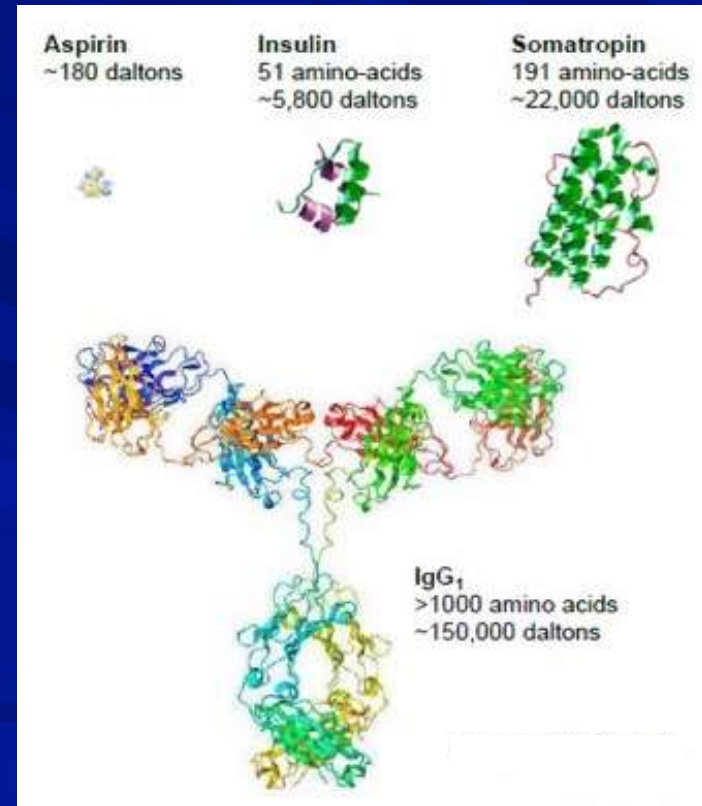 Aspirin
~180 daltons
Insulin
51 amino-acids
~5,800 daltons
Somatropin
191 amino-acids
~22,000 daltons
IgG₁
>1000 amino acids
~150,000 daltons